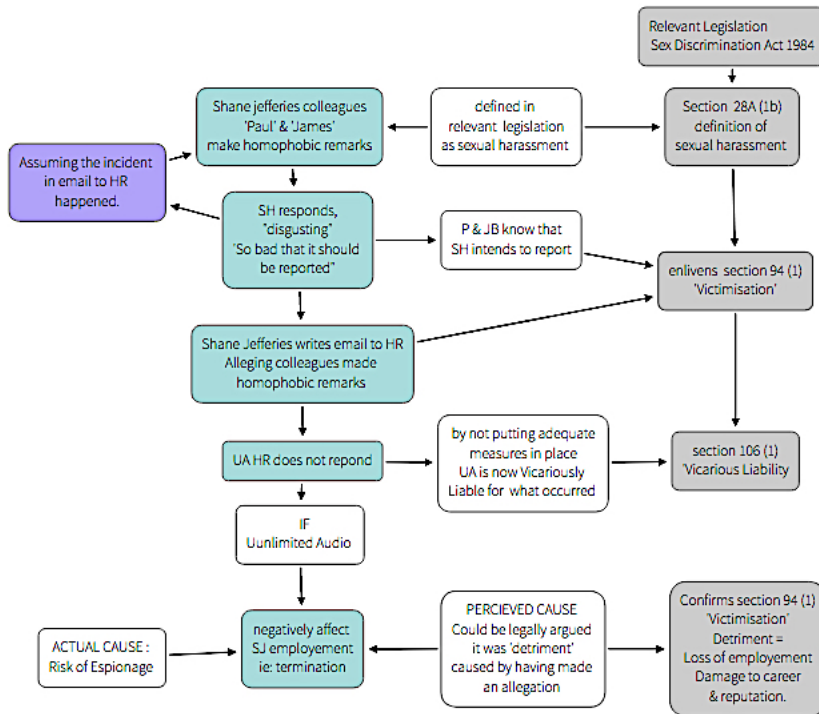 Relevant Legislation
Sex Discrimination Act 1984
Shane jefferies colleagues
'Paul' & 'James'
make homophobic remarks
defined in
relevant legislation
as sexual harassment
Section 28A (1b)
definition of
sexual harassment
Assuming the incident
in email to HR
happened.
SH responds,
"disgusting"
"So bad that it should
be reported"
P & JB know that
SH intends to report
enlivens section 94 (1)
'Victimisation'
Shane Jefferies writes email to HR
Alleging colleagues made
homophobic remarks
UA HR does not repond
by not putting adequate
measures in place
UA is now Vicariously
Liable for what occurred
section 106 (1)
'Vicarious Liability
IF
Uunlimited Audio
ACTUAL CAUSE :
Risk of Espionage
negatively affect
SJ employement
ie: termination
PERCIEVED CAUSE
Could be legally argued
it was 'detriment'
caused by having made
an allegation
Confirms section 94 (1)
'Victimisation'
Detriment =
Loss of employement
Damage to career
& reputation.